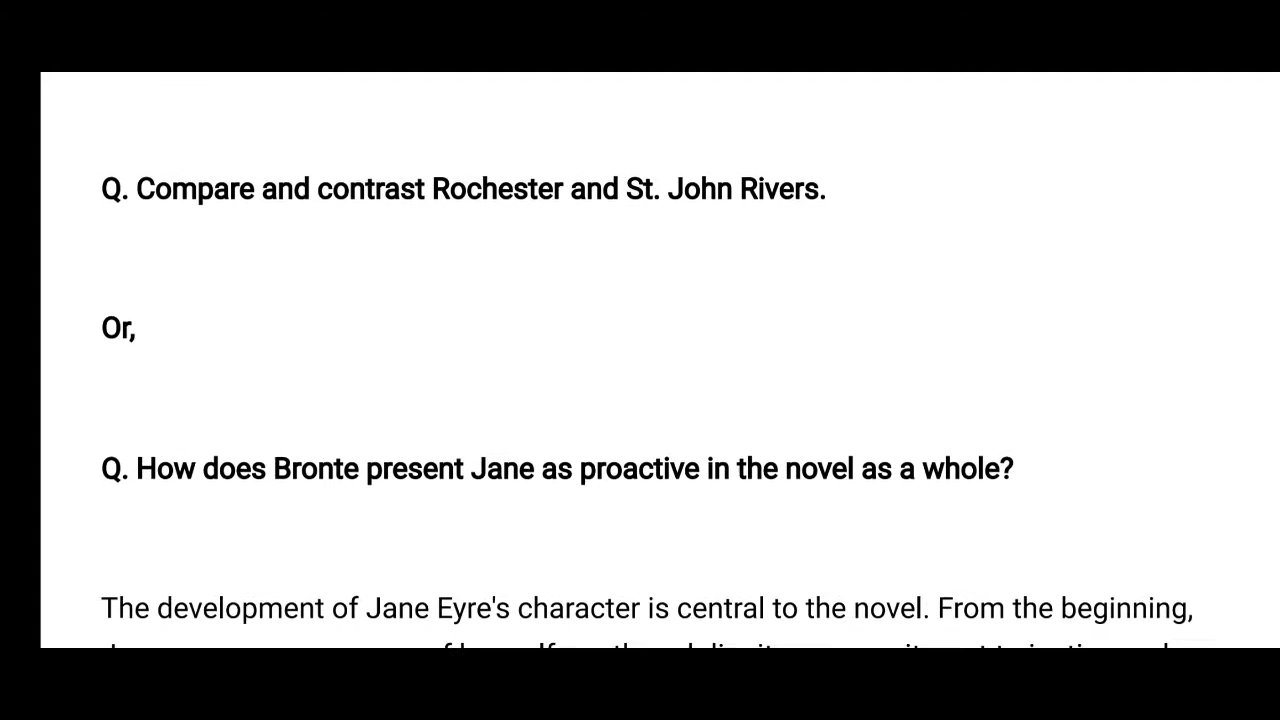 Q. Compare and contrast Rochester and St. John Rivers.
Or,
Q. How does Bronte present Jane as proactive in the novel as a whole?
The development of Jane Eyre's character is central to the novel. From the beginning,